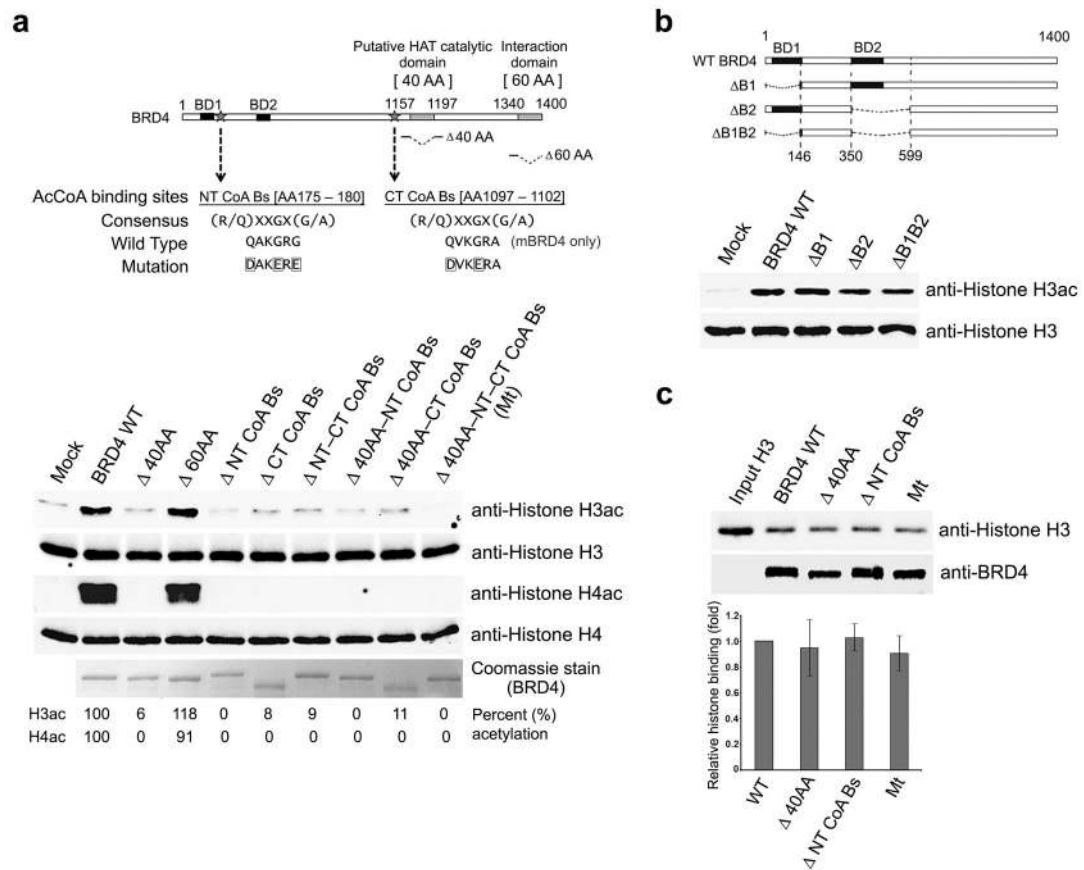 a
Putative HAT catalytic domain [ 40 AA ]
Interaction domain [ 60 AA ]
1 BD1 BD2 1157 1197 1340 1400
BRD4
Δ 40 AA
Δ 60 AA
AcCoA binding sites NT CoA Bs [AA175 – 180] CT CoA Bs [AA1097 – 1102]
Consensus (R/Q)XXGX(G/A) (R/Q)XXGX(G/A)
Wild Type QAKGRG QVKGRA (mBRD4 only)
Mutation DAKERE DVKERA
Mock
BRD4 WT
Δ 40AA
Δ 60AA
Δ NT CoA Bs
Δ CT CoA Bs
Δ NT–CT CoA Bs
Δ 40AA–NT CoA Bs
Δ 40AA–CT CoA Bs
Δ 40AA–NT–CT CoA Bs (Mt)
anti-Histone H3ac
anti-Histone H3
anti-Histone H4ac
anti-Histone H4
Coomassie stain (BRD4)
H3ac 100 6 118 0 8 9 0 11 0 Percent (%)
H4ac 100 0 91 0 0 0 0 0 0 acetylation
b
1 1400
BD1 BD2
WT BRD4
ΔB1
ΔB2
ΔB1B2
146 350 599
Mock
BRD4 WT
ΔB1
ΔB2
ΔB1B2
anti-Histone H3ac
anti-Histone H3
c
Input H3
BRD4 WT
Δ 40AA
Δ NT CoA Bs
Mt
anti-Histone H3
anti-BRD4
Relative histone binding (fold)
1.2
1.0
0.8
0.6
0.4
0.2
0
WT
Δ 40AA
Δ NT CoA Bs
Mt